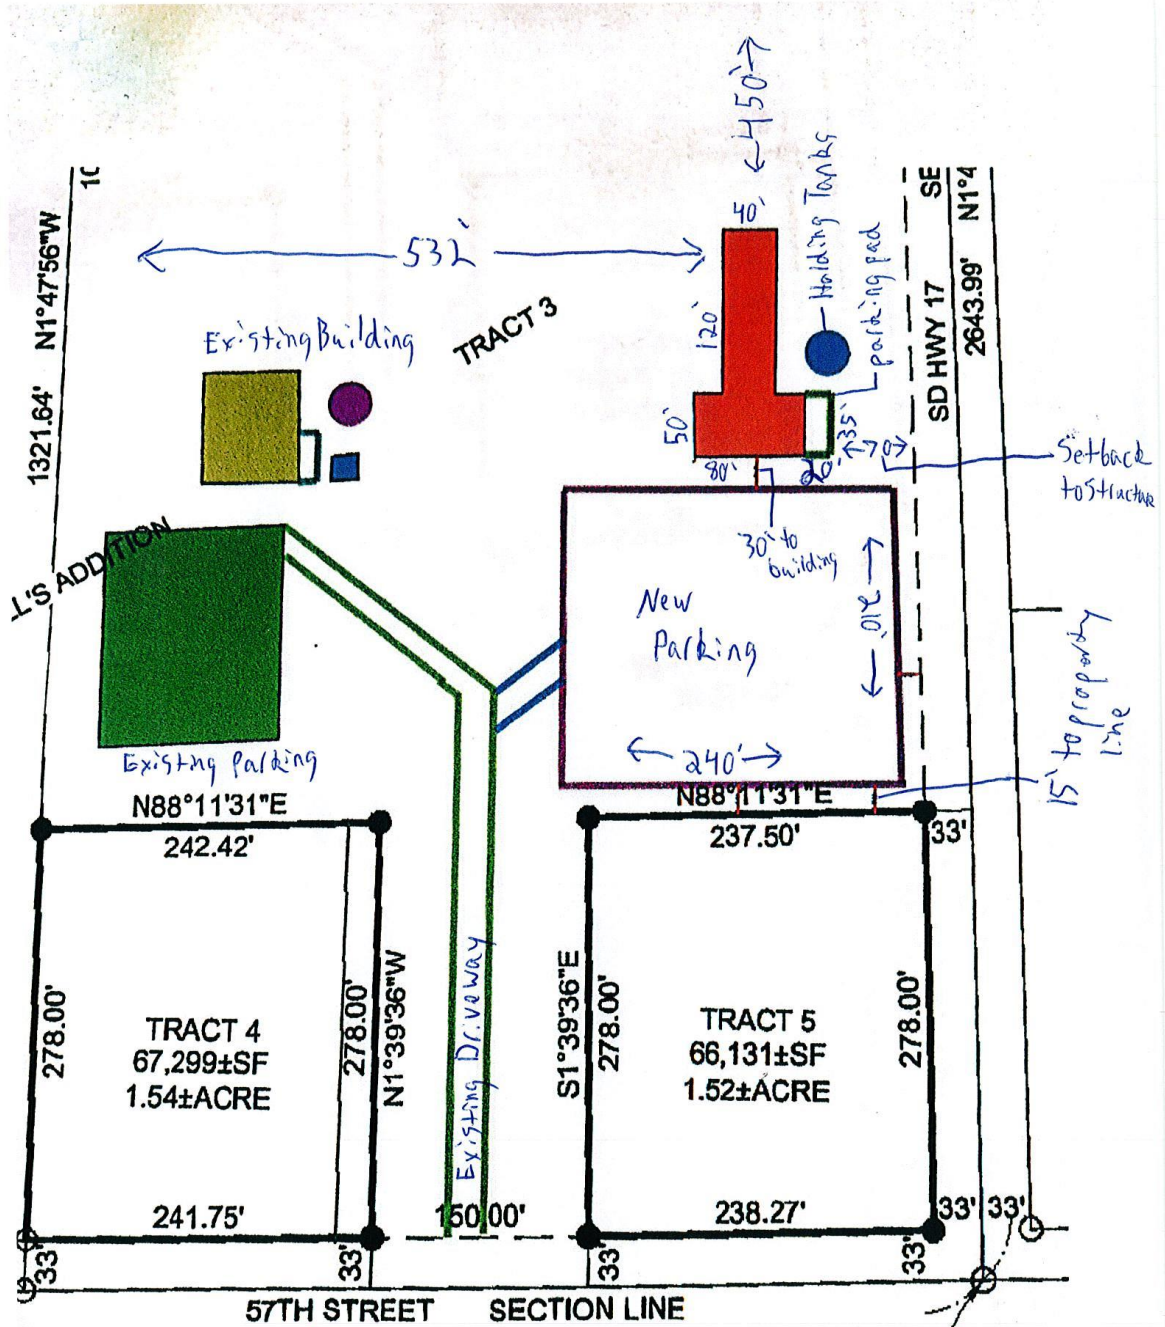 ←450'→
40'
Holding Tanks
parking pad
1(
SE
N1°4
N1°47'56"W
← 532' →
120'
SD HWY 17
2643.99'
TRACT 3
Existing Building
1321.64'
50'
35'
←70→
Setback
to Structure
80'
20'
30' to
building
L'S ADDITION
New
Parking
←210'→
15' to property
line
← 240' →
Existing Parking
N88°11'31"E
242.42'
N88°11'31"E
237.50'
33'
278.00'
TRACT 4
67,299±SF
1.54±ACRE
278.00'
N1°39'36"W
Existing Driveway
S1°39'36"E
278.00'
TRACT 5
66,131±SF
1.52±ACRE
278.00'
241.75'
150.00'
238.27'
33'
33'
33'
33'
33'
33'
57TH STREET
SECTION LINE